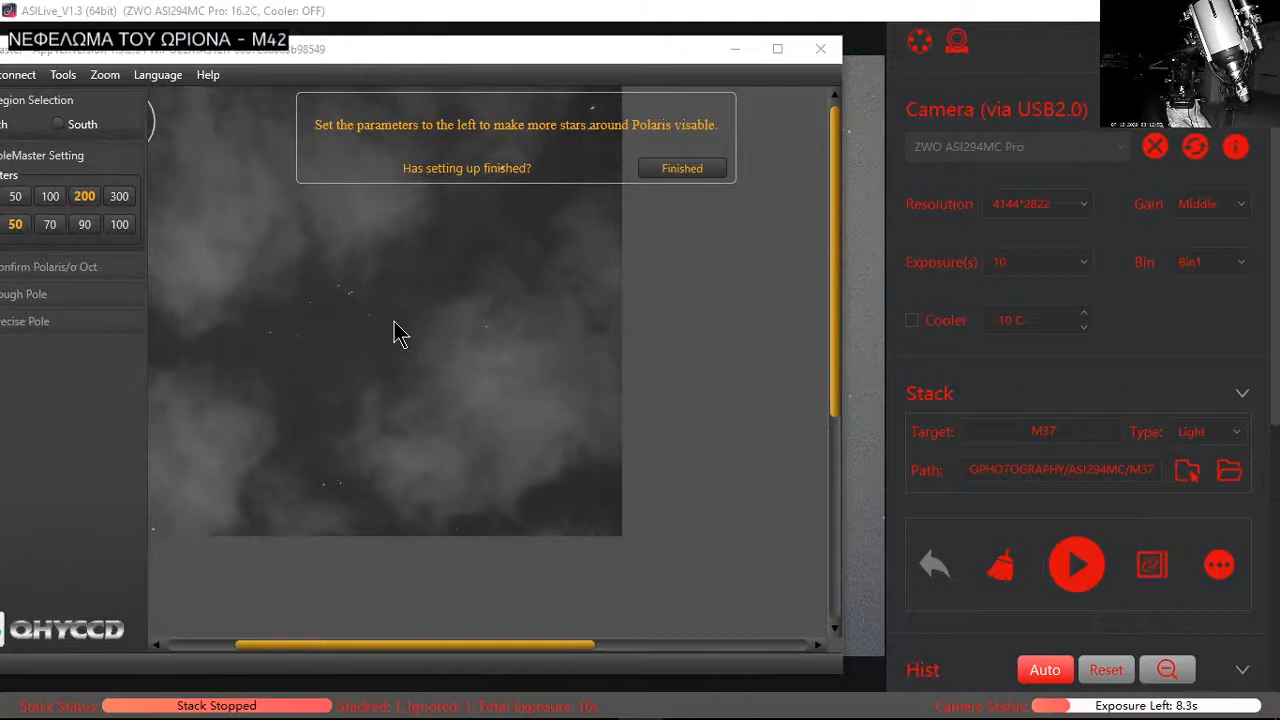 ASILive_V1.3 (64bit) (ZWO ASI294MC Pro: 16.2C, Cooler: OFF)
ΝΕΦΕΛΩΜΑ ΤΟΥ ΩΡΙΟΝΑ - M42
onnect Tools Zoom Language Help
egion Selection
th South
oleMaster Setting
ters
50 100 200 300
50 70 90 100
onfirm Polaris/σ Oct
ough Pole
recise Pole
QHYCCD
Set the parameters to the left to make more stars around Polaris visable.
Has setting up finished? Finished
Camera (via USB2.0)
ZWO ASI294MC Pro
Resolution 4144*2822 Gain Middle
Exposure(s) 10 Bin Bin1
Cooler -10 C
Stack
Target: M37 Type: Light
Path: OPHOTOGRAPHY/ASI294MC/M37
Hist Auto Reset
Stack Status: Stack Stopped Stacked: 1, Ignored: 1, Total Exposure: 10s Camera Status: Exposure Left: 8.3s